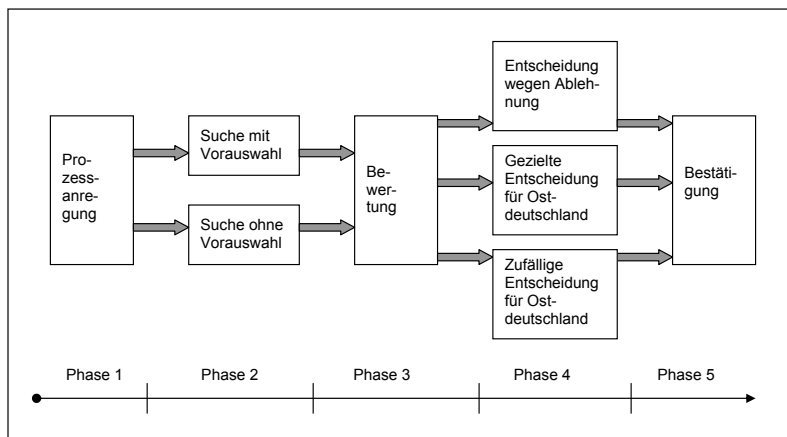 Pro-
zess-
anre-
gung
Suche mit
Vorauswahl
Suche ohne
Vorauswahl
Be-
wer-
tung
Entscheidung
wegen Ableh-
nung
Gezielte
Entscheidung
für Ost-
deutschland
Zufällige
Entscheidung
für Ost-
deutschland
Bestäti-
gung
Phase 1
Phase 2
Phase 3
Phase 4
Phase 5